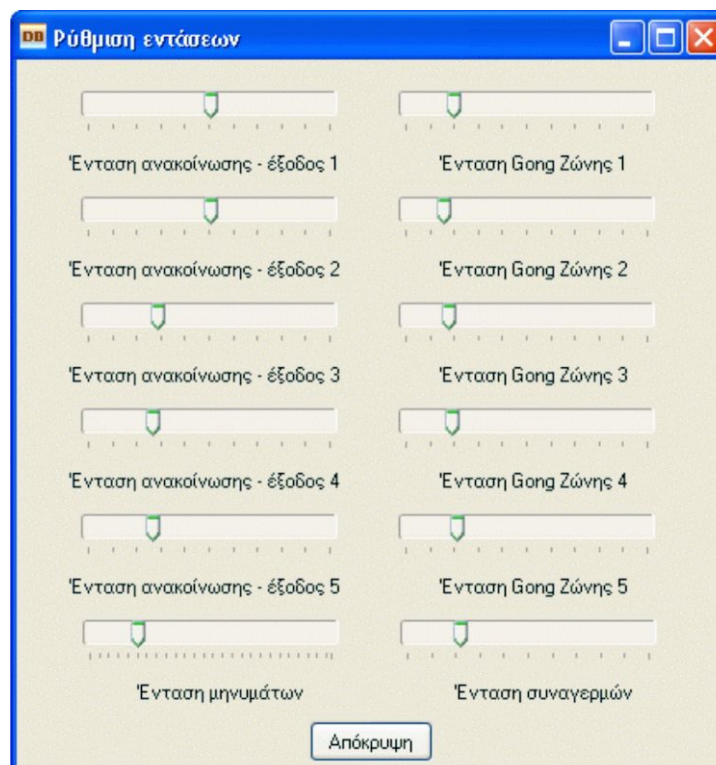 DB Ρύθμιση εντάσεων
Ένταση ανακοίνωσης - έξοδος 1 Ένταση Gong Ζώνης 1
Ένταση ανακοίνωσης - έξοδος 2 Ένταση Gong Ζώνης 2
Ένταση ανακοίνωσης - έξοδος 3 Ένταση Gong Ζώνης 3
Ένταση ανακοίνωσης - έξοδος 4 Ένταση Gong Ζώνης 4
Ένταση ανακοίνωσης - έξοδος 5 Ένταση Gong Ζώνης 5
Ένταση μηνυμάτων Ένταση συναγερμών
Απόκρυψη